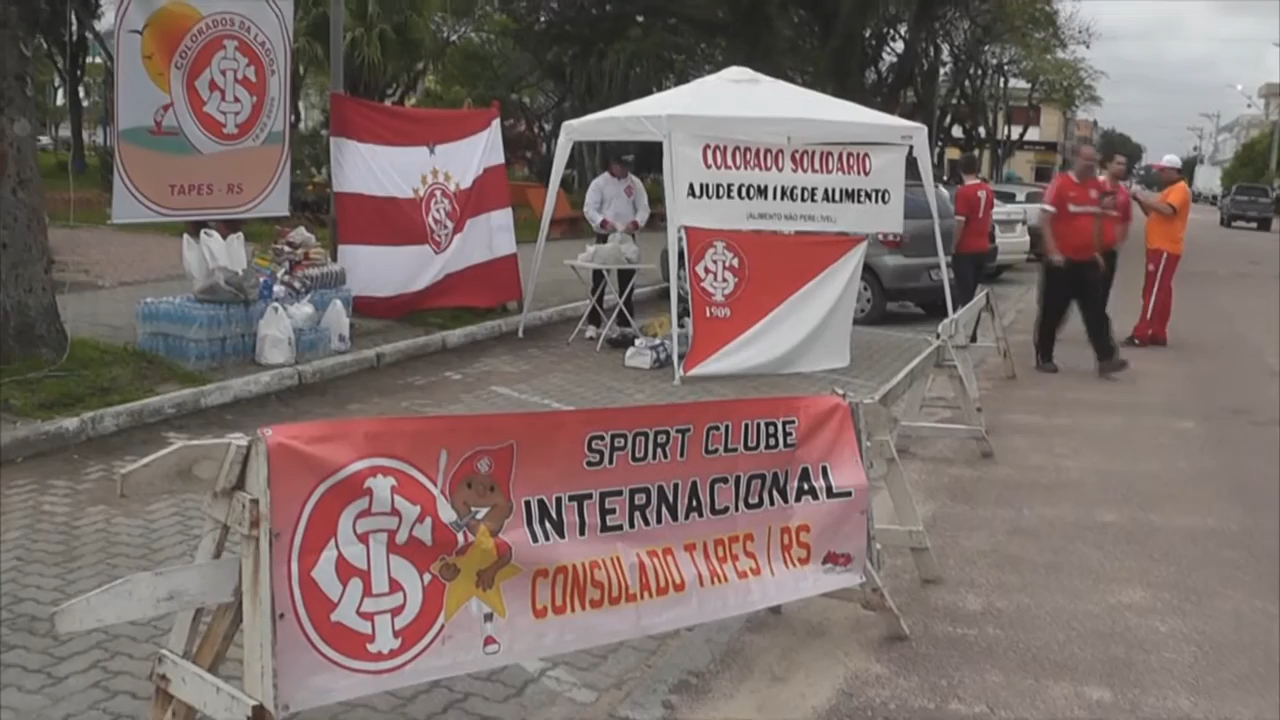 COLORADOS DA LAGOA
TAPES - RS
COLORADO SOLIDÁRIO
AJUDE COM 1 KG DE ALIMENTO
(ALIMENTO NÃO PERECÍVEL)
1909
SPORT CLUBE
INTERNACIONAL
CONSULADO TAPES / RS